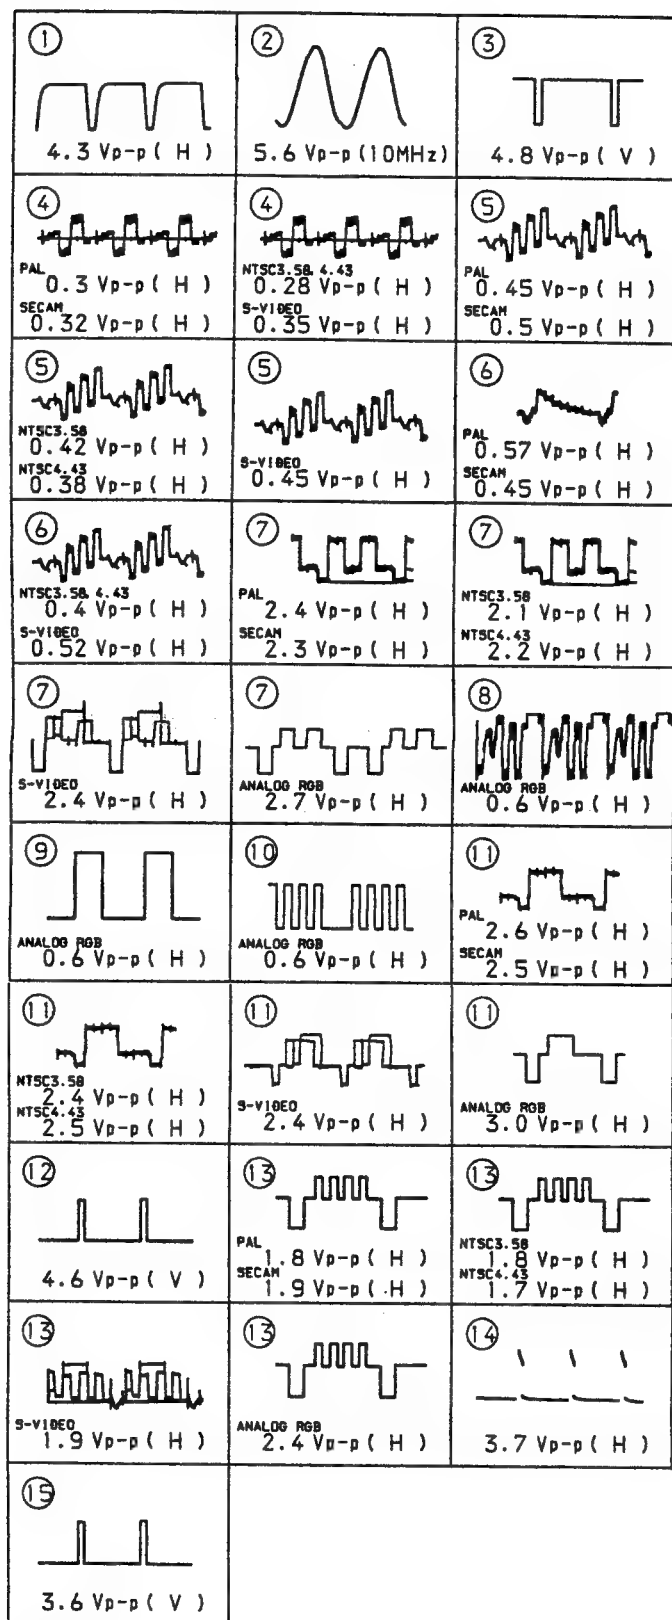 ① ② ③
4.3 Vp-p ( H ) 5.6 Vp-p (10MHz) 4.8 Vp-p ( V )
④ ④ ⑤
PAL NTSC3.58, 4.43 PAL
0.3 Vp-p ( H ) 0.28 Vp-p ( H ) 0.45 Vp-p ( H )
SECAM S-VIDEO SECAM
0.32 Vp-p ( H ) 0.35 Vp-p ( H ) 0.5 Vp-p ( H )
⑤ ⑤ ⑥
NTSC3.58 PAL
0.42 Vp-p ( H ) S-VIDEO 0.57 Vp-p ( H )
NTSC4.43 0.45 Vp-p ( H ) SECAM
0.38 Vp-p ( H ) 0.45 Vp-p ( H )
⑥ ⑦ ⑦
NTSC3.58, 4.43 PAL NTSC3.58
0.4 Vp-p ( H ) 2.4 Vp-p ( H ) 2.1 Vp-p ( H )
S-VIDEO SECAM NTSC4.43
0.52 Vp-p ( H ) 2.3 Vp-p ( H ) 2.2 Vp-p ( H )
⑦ ⑦ ⑧
S-VIDEO ANALOG RGB ANALOG RGB
2.4 Vp-p ( H ) 2.7 Vp-p ( H ) 0.6 Vp-p ( H )
⑨ ⑩ ⑪
PAL
ANALOG RGB ANALOG RGB 2.6 Vp-p ( H )
0.6 Vp-p ( H ) 0.6 Vp-p ( H ) SECAM
2.5 Vp-p ( H )
⑪ ⑪ ⑪
NTSC3.58
2.4 Vp-p ( H ) S-VIDEO ANALOG RGB
NTSC4.43 2.4 Vp-p ( H ) 3.0 Vp-p ( H )
2.5 Vp-p ( H )
⑫ ⑬ ⑬
PAL NTSC3.58
1.8 Vp-p ( H ) 1.8 Vp-p ( H )
4.6 Vp-p ( V ) SECAM NTSC4.43
1.9 Vp-p ( H ) 1.7 Vp-p ( H )
⑬ ⑬ ⑭
S-VIDEO ANALOG RGB
1.9 Vp-p ( H ) 2.4 Vp-p ( H ) 3.7 Vp-p ( H )
⑮
3.6 Vp-p ( V )